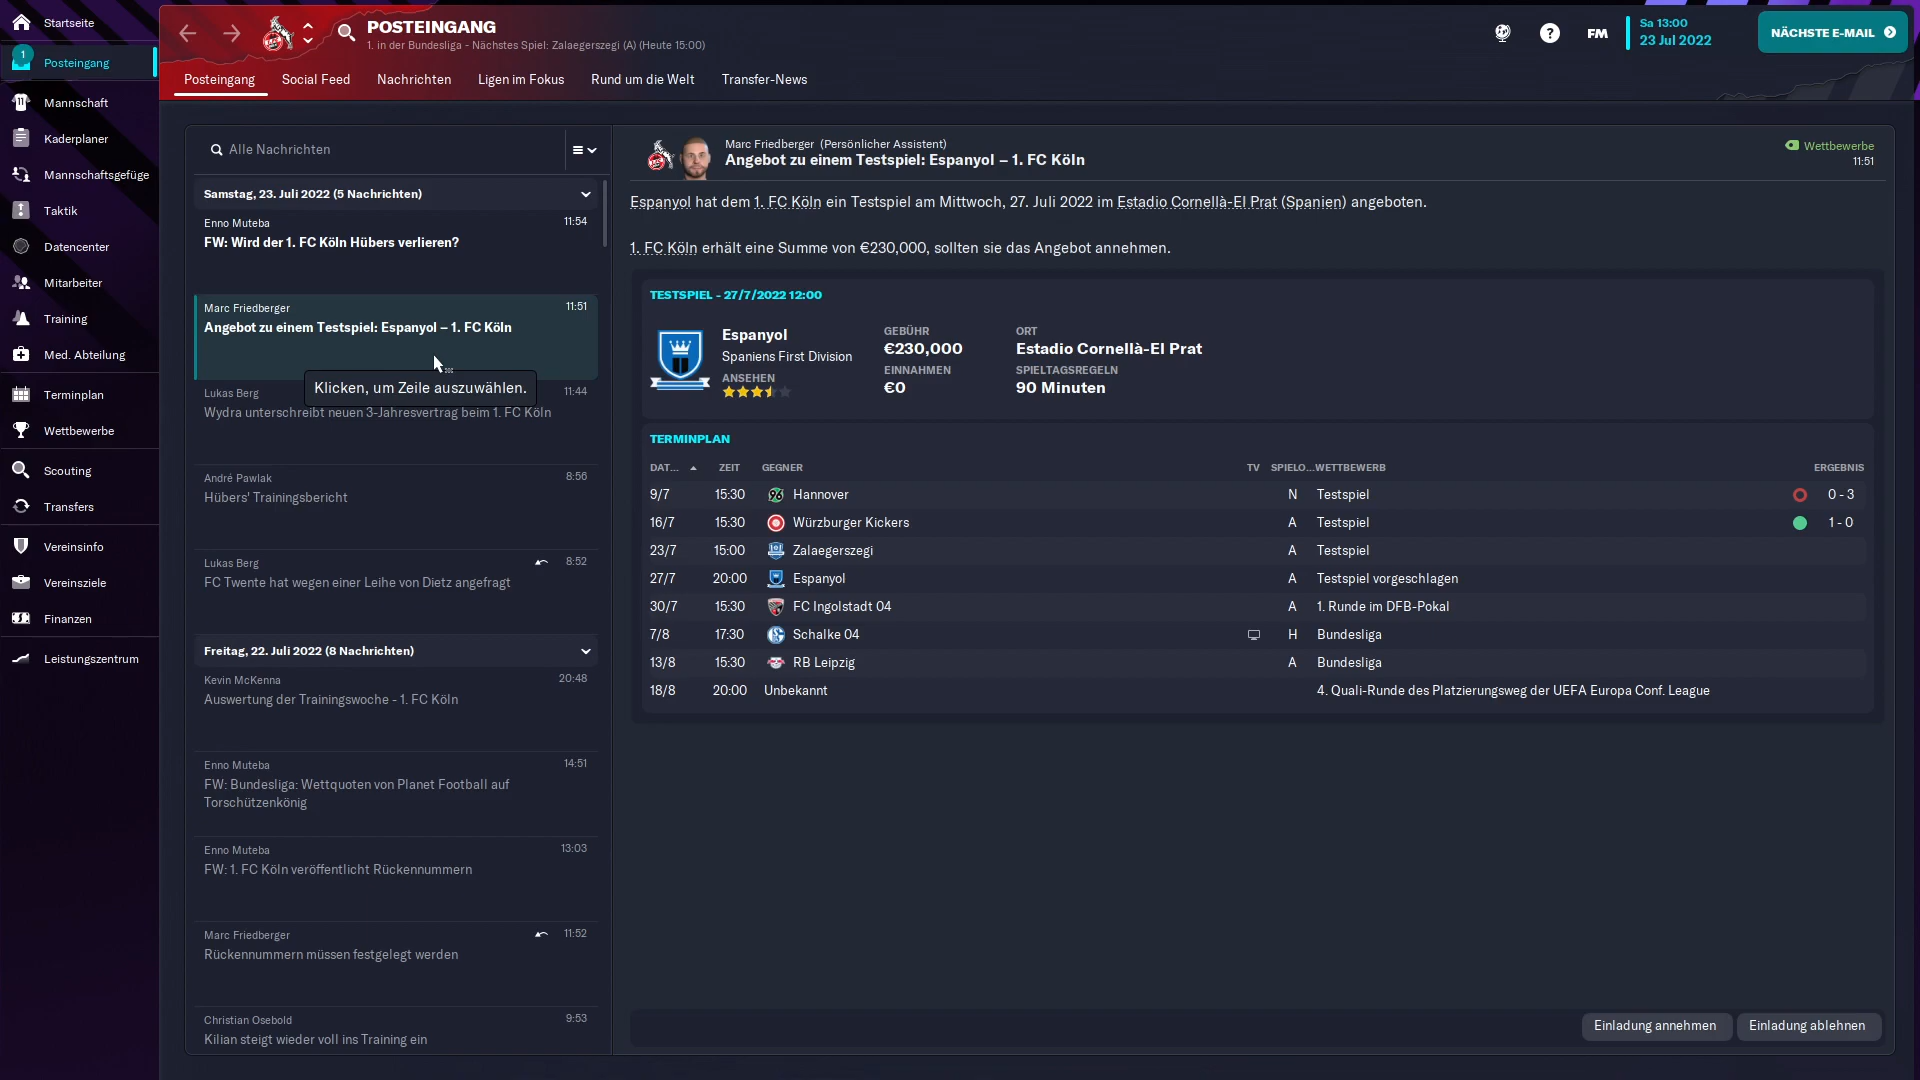 Startseite
1
Posteingang
Mannschaft
Kaderplaner
Mannschaftsgefüge
Taktik
Datencenter
Mitarbeiter
Training
Med. Abteilung
Terminplan
Wettbewerbe
Scouting
Transfers
Vereinsinfo
Vereinsziele
Finanzen
Leistungszentrum
POSTEINGANG
1. in der Bundesliga - Nächstes Spiel: Zalaegerszegi (A) (Heute 15:00)
FM
Sa 13:00
23 Jul 2022
NÄCHSTE E-MAIL
Posteingang Social Feed Nachrichten Ligen im Fokus Rund um die Welt Transfer-News
Alle Nachrichten
Samstag, 23. Juli 2022 (5 Nachrichten)
Enno Muteba 11:54
FW: Wird der 1. FC Köln Hübers verlieren?
Marc Friedberger 11:51
Angebot zu einem Testspiel: Espanyol – 1. FC Köln
Klicken, um Zeile auszuwählen.
Lukas Berg 11:44
Wydra unterschreibt neuen 3-Jahresvertrag beim 1. FC Köln
André Pawlak 8:56
Hübers' Trainingsbericht
Lukas Berg 8:52
FC Twente hat wegen einer Leihe von Dietz angefragt
Freitag, 22. Juli 2022 (8 Nachrichten)
Kevin McKenna 20:48
Auswertung der Trainingswoche - 1. FC Köln
Enno Muteba 14:51
FW: Bundesliga: Wettquoten von Planet Football auf
Torschützenkönig
Enno Muteba 13:03
FW: 1. FC Köln veröffentlicht Rückennummern
Marc Friedberger 11:52
Rückennummern müssen festgelegt werden
Christian Osebold 9:53
Kilian steigt wieder voll ins Training ein
Marc Friedberger (Persönlicher Assistent)
Angebot zu einem Testspiel: Espanyol – 1. FC Köln
Wettbewerbe
11:51
Espanyol hat dem 1. FC Köln ein Testspiel am Mittwoch, 27. Juli 2022 im Estadio Cornellà-El Prat (Spanien) angeboten.
1. FC Köln erhält eine Summe von €230,000, sollten sie das Angebot annehmen.
TESTSPIEL - 27/7/2022 12:00
Espanyol
Spaniens First Division
ANSEHEN
GEBÜHR
€230,000
EINNAHMEN
€0
ORT
Estadio Cornellà-El Prat
SPIELTAGSREGELN
90 Minuten
TERMINPLAN
DAT... ZEIT GEGNER TV SPIELO... WETTBEWERB ERGEBNIS
9/7 15:30 Hannover N Testspiel 0 - 3
16/7 15:30 Würzburger Kickers A Testspiel 1 - 0
23/7 15:00 Zalaegerszegi A Testspiel
27/7 20:00 Espanyol A Testspiel vorgeschlagen
30/7 15:30 FC Ingolstadt 04 A 1. Runde im DFB-Pokal
7/8 17:30 Schalke 04 H Bundesliga
13/8 15:30 RB Leipzig A Bundesliga
18/8 20:00 Unbekannt 4. Quali-Runde des Platzierungsweg der UEFA Europa Conf. League
Einladung annehmen Einladung ablehnen